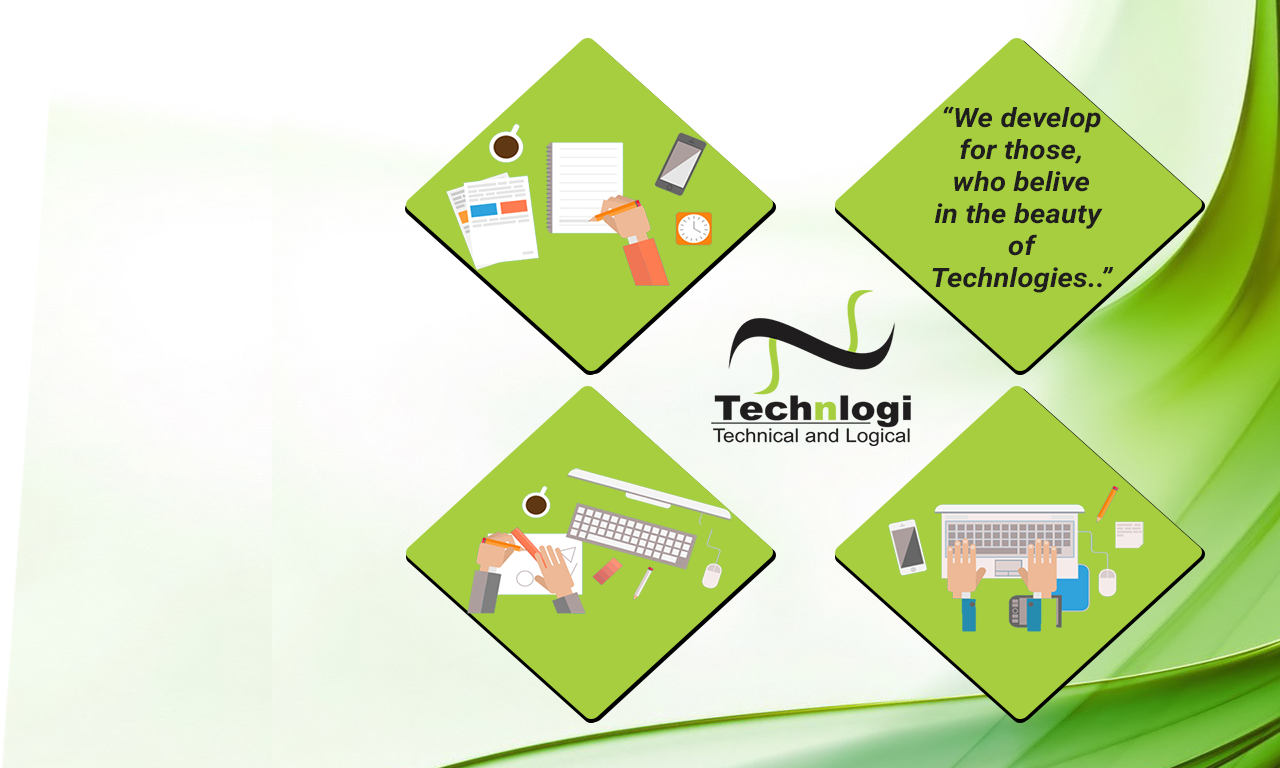 “We develop
for those,
who belive
in the beauty
of
Technlogies..”
Technlogi
Technical and Logical